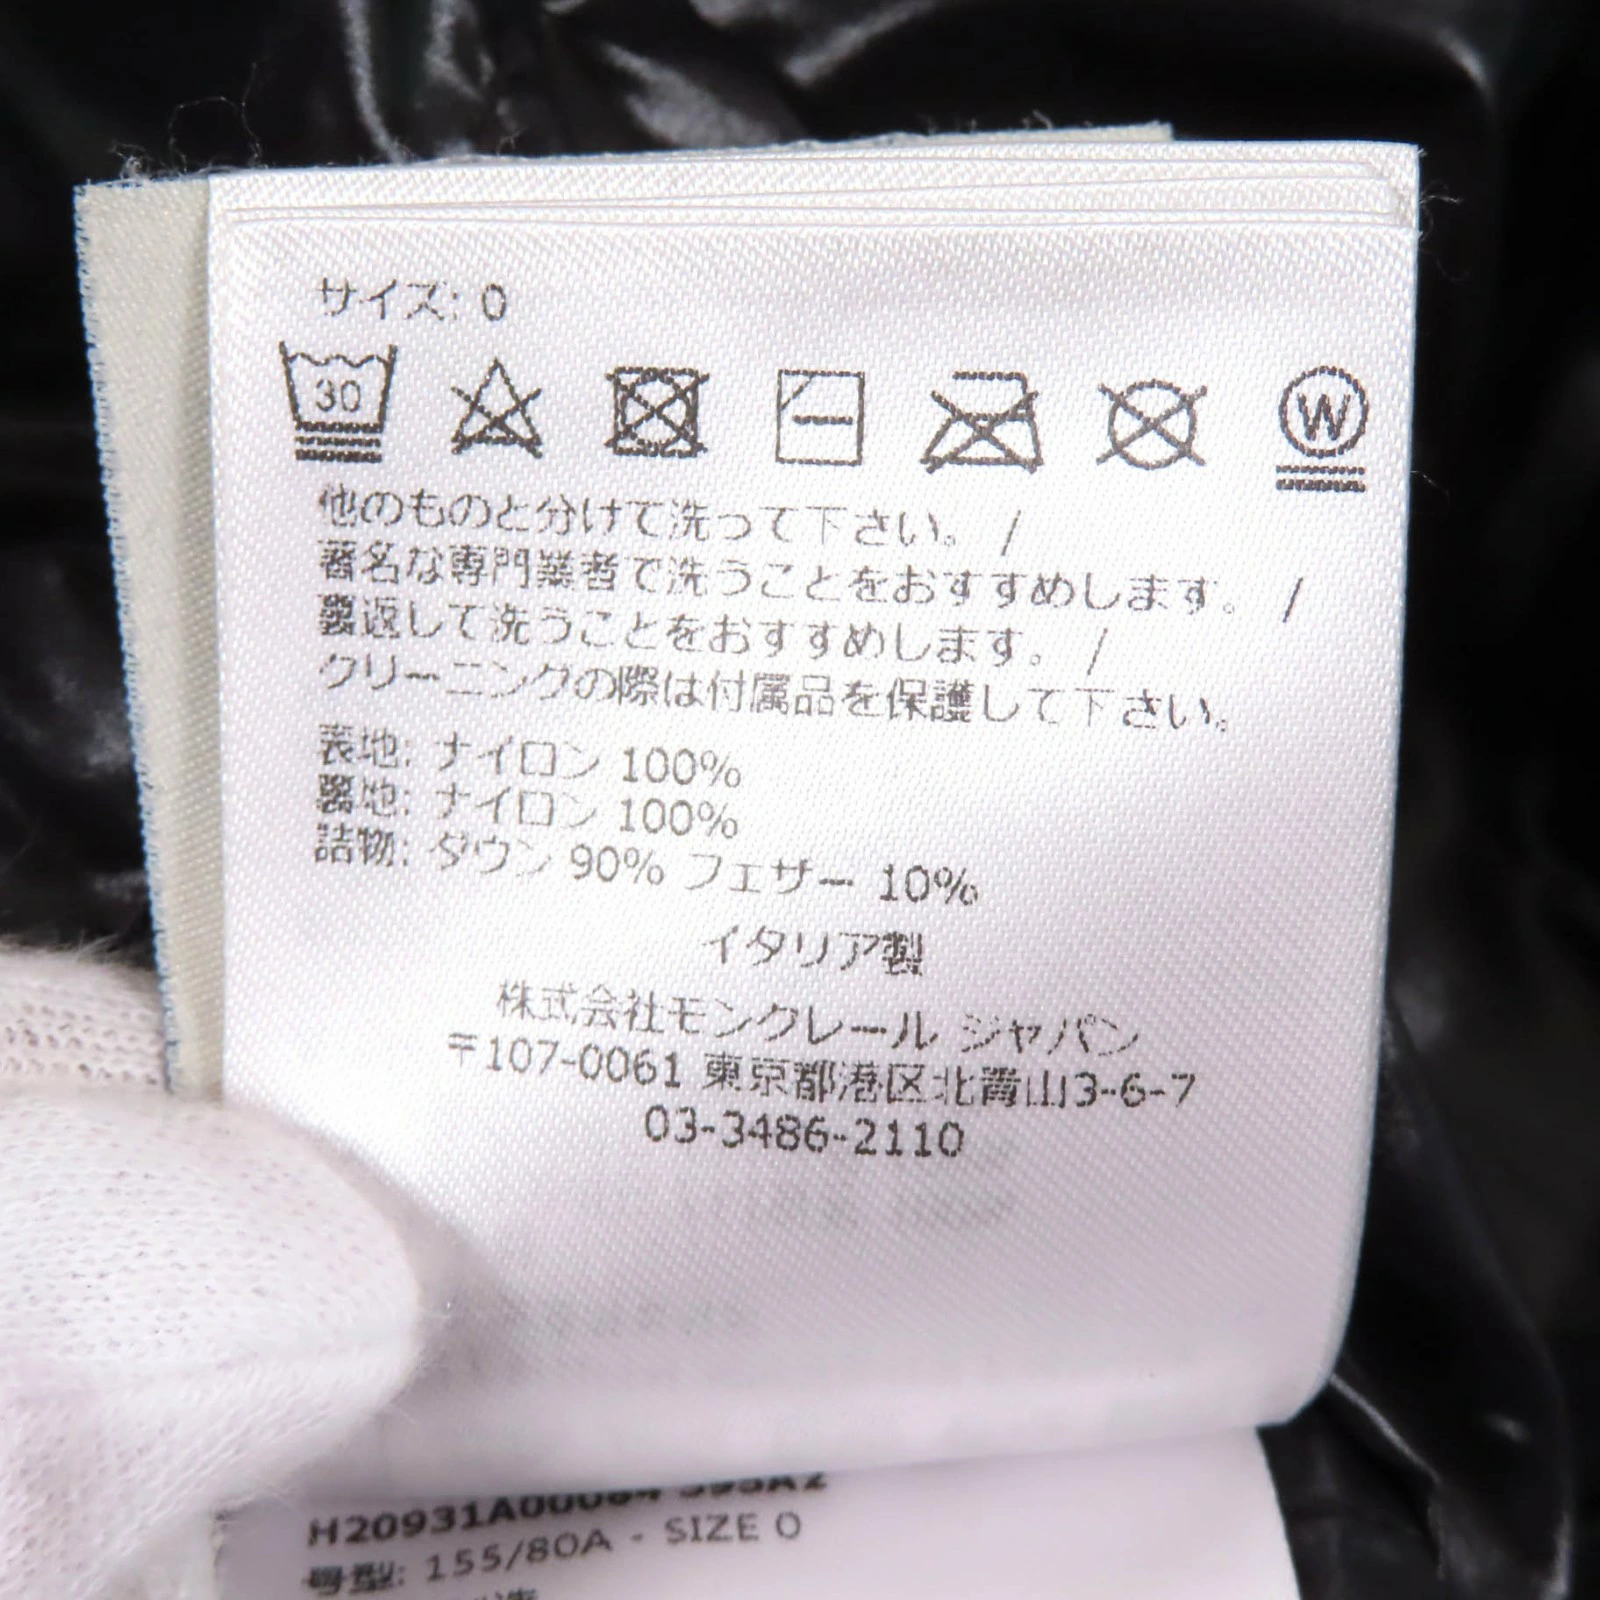 サイズ: 0
30
W
他のものと分けて洗って下さい。 /
著名な専門業者で洗うことをおすすめします。 /
裏返して洗うことをおすすめします。 /
クリーニングの際は付属品を保護して下さい。
表地: ナイロン 100%
裏地: ナイロン 100%
詰物: ダウン 90% フェザー 10%
イタリア製
株式会社モンクレール ジャパン
〒107-0061 東京都港区北青山3-6-7
03-3486-2110
H20931A00064 595A2
号型: 155/80A - SIZE 0